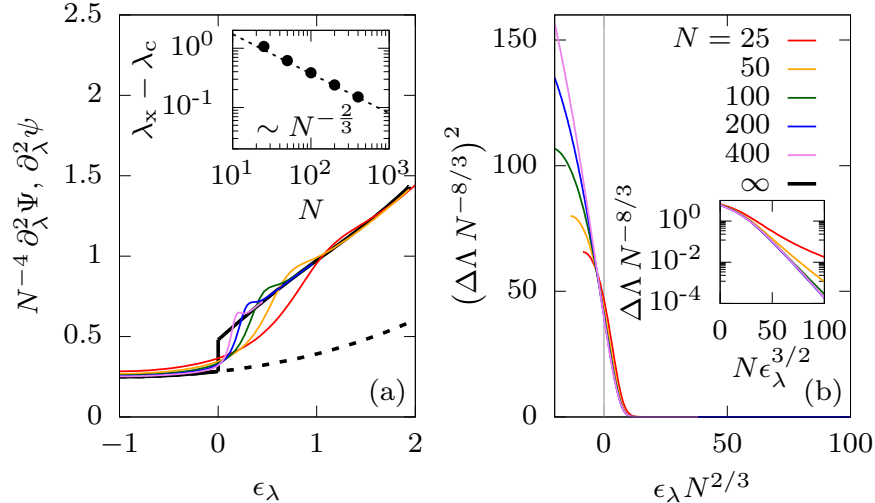 2.5
2
1.5
1
0.5
0
−1
0
1
2
N^{−4} ∂_λ^2 Ψ, ∂_λ^2 ψ
ϵ_λ
(a)
10^0
10^{-1}
10^1
10^2
10^3
λ_x − λ_c
N
∼ N^{−2/3}
150
100
50
0
0
50
100
(ΔΛ N^{−8/3})^2
ϵ_λ N^{2/3}
(b)
N = 25
50
100
200
400
∞
10^0
10^{-2}
10^{-4}
0
50
100
ΔΛ N^{−8/3}
Nϵ_λ^{3/2}